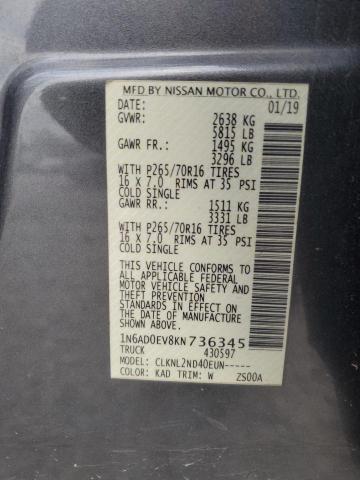 MFD BY NISSAN MOTOR CO., LTD.
DATE: 01/19
GVWR: 2638 KG
5815 LB
GAWR FR.: 1495 KG
3296 LB
WITH P265/70R16 TIRES
16 X 7.0 RIMS AT 35 PSI
COLD SINGLE
GAWR RR.: 1511 KG
3331 LB
WITH P265/70R16 TIRES
16 X 7.0 RIMS AT 35 PSI
COLD SINGLE
THIS VEHICLE CONFORMS TO ALL
APPLICABLE FEDERAL
MOTOR VEHICLE SAFETY
STANDARDS IN EFFECT ON THE
DATE OF MANUFACTURE SHOWN
ABOVE.
1N6AD0EV8KN736345
TRUCK 430597
MODEL: CLKNL2ND40EUN-----
COLOR: KAD TRIM: W ZS00A